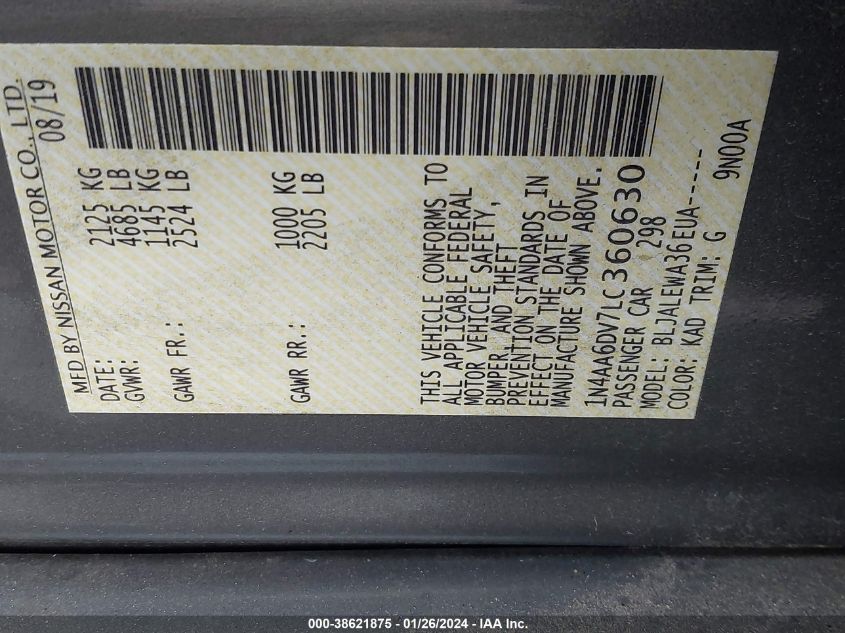 MFD BY NISSAN MOTOR CO., LTD.
DATE: 08/19
GVWR: 2125 KG
4685 LB
GAWR FR.: 1145 KG
2524 LB
GAWR RR.: 1000 KG
2205 LB
THIS VEHICLE CONFORMS TO
ALL APPLICABLE FEDERAL
MOTOR VEHICLE SAFETY,
BUMPER, AND THEFT
PREVENTION STANDARDS IN
EFFECT ON THE DATE OF
MANUFACTURE SHOWN ABOVE.
1N4AA6DV7LC360630
PASSENGER CAR 298
MODEL: BLJALEWA36EUA-----
COLOR: KAD TRIM: G 9N00A
000-38621875 - 01/26/2024 - IAA Inc.